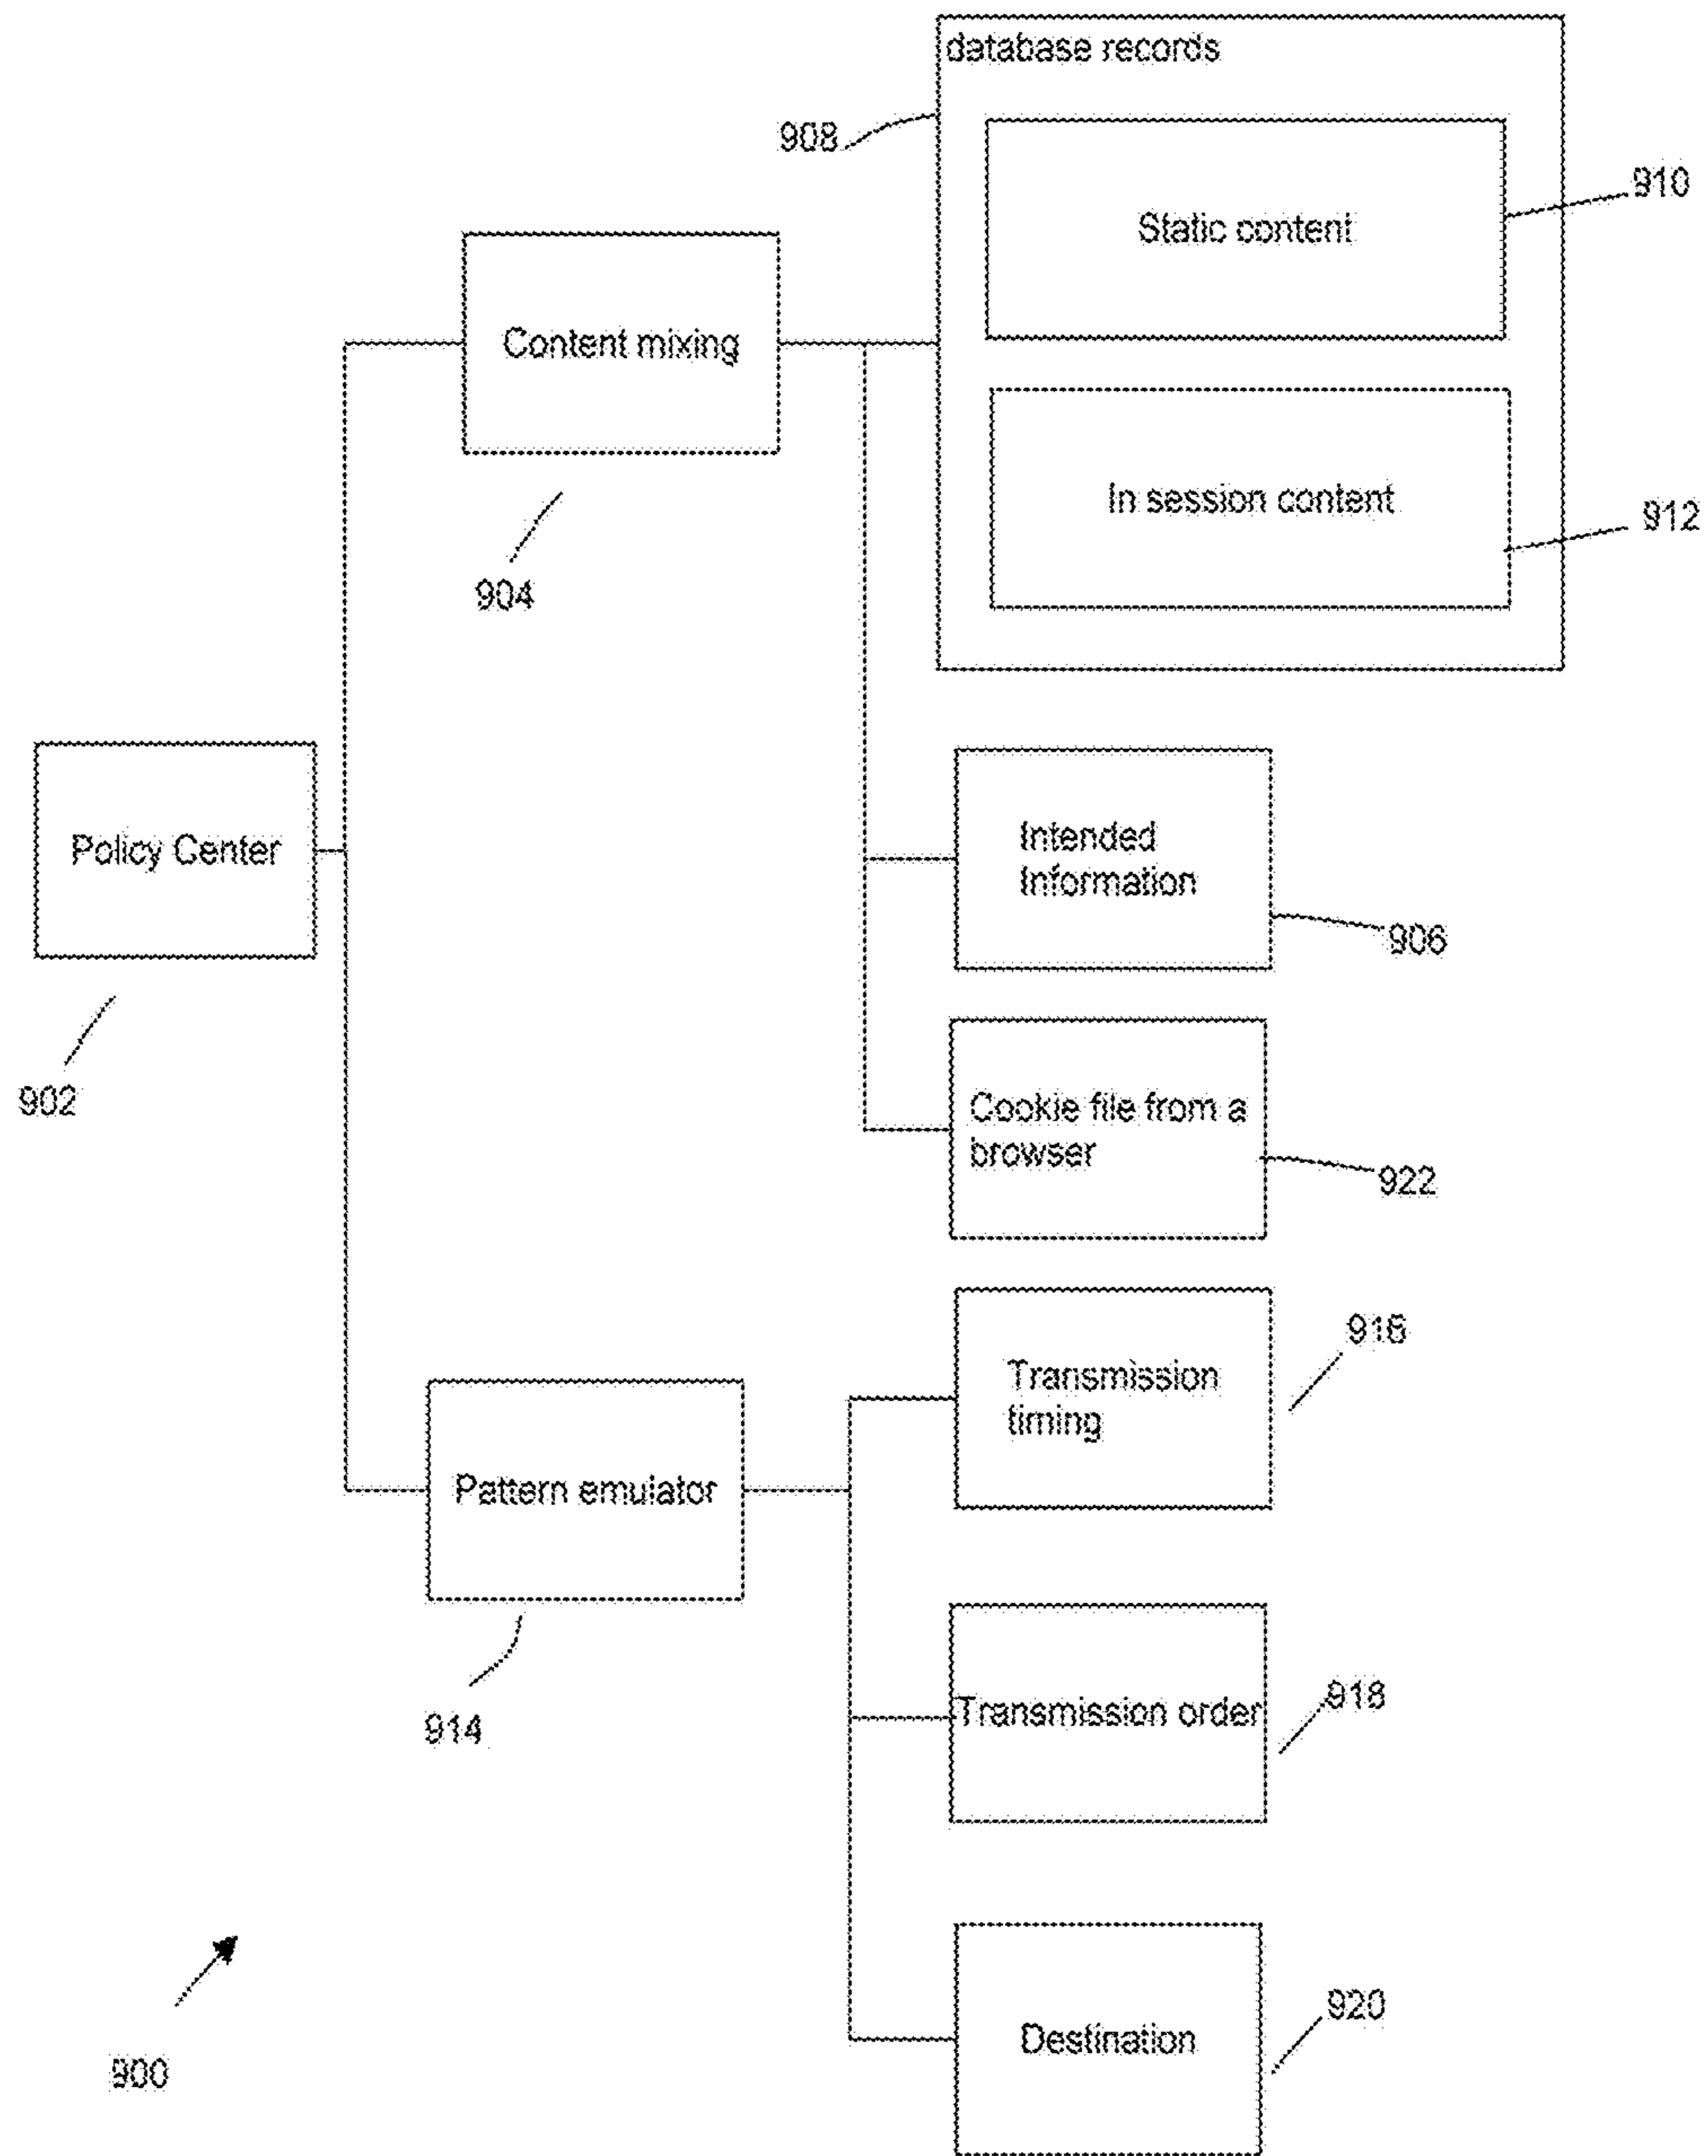 database records
908
910
Static content
Content mixing
In session content
912
904
Policy Center
Intended
Information
906
902
Cookie file from a
browser
922
916
Transmission
timing
Pattern emulator
918
Transmission order
914
920
Destination
900